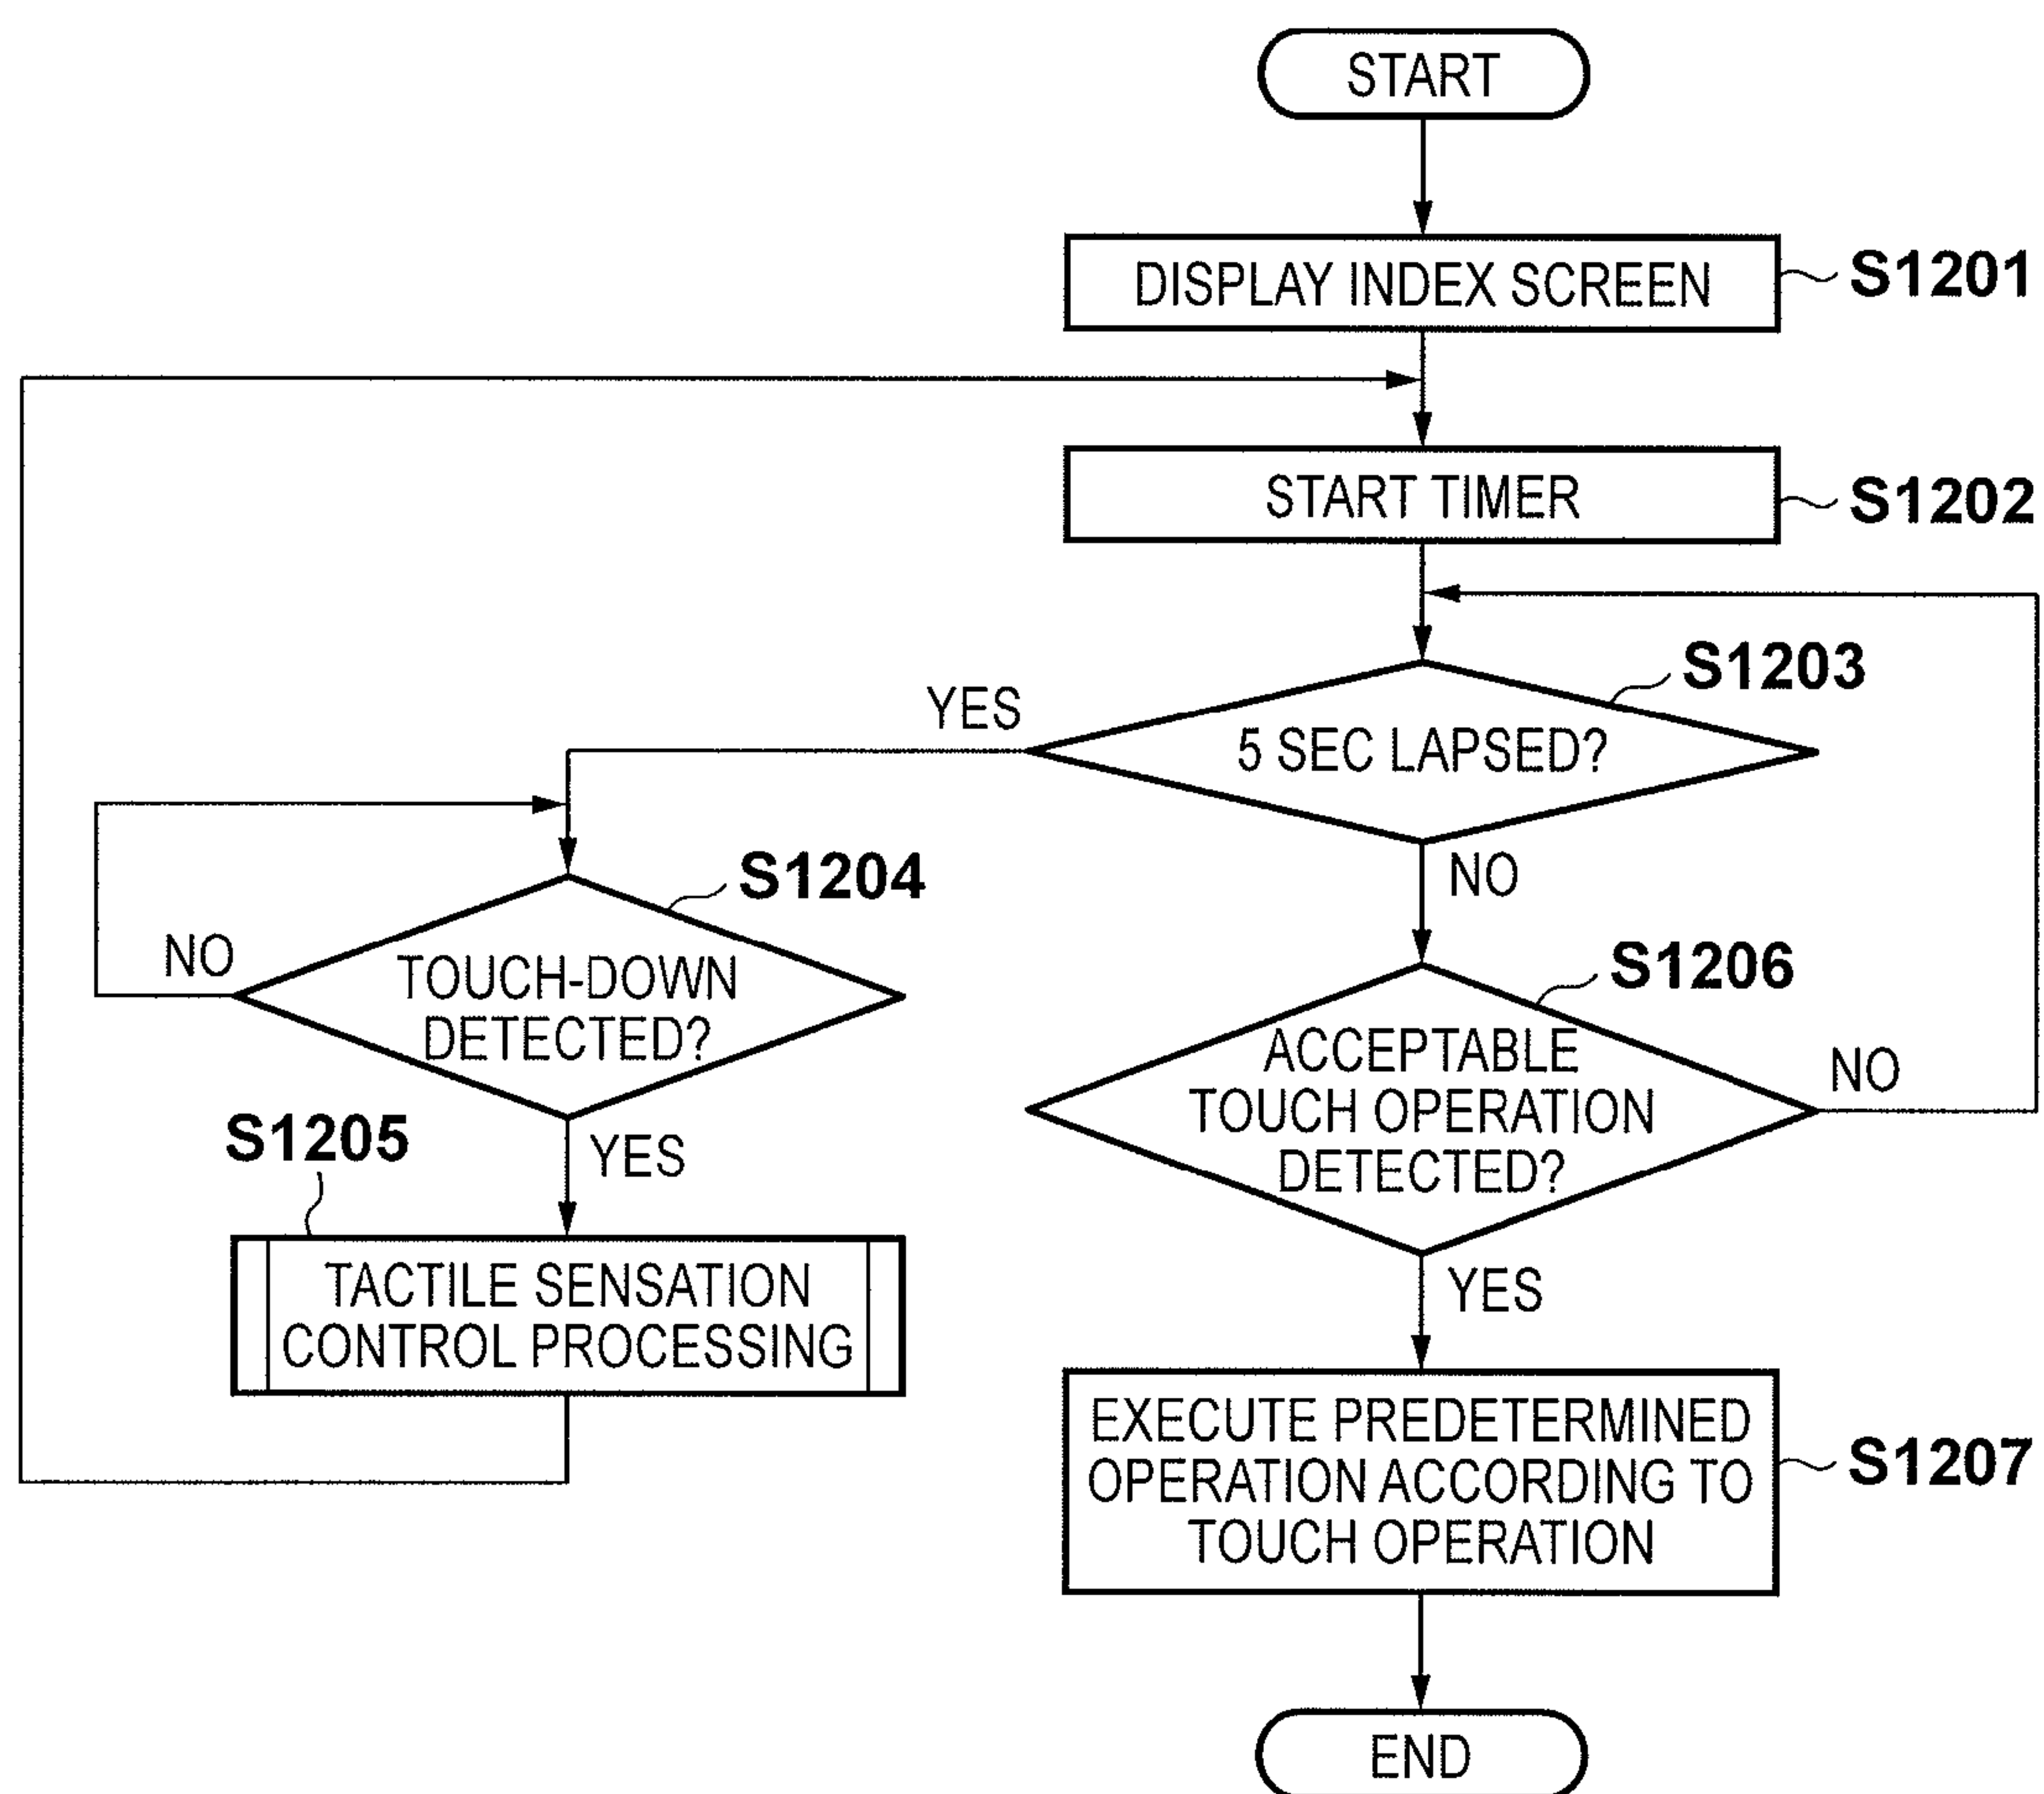 START
DISPLAY INDEX SCREEN
S1201
START TIMER
S1202
S1203
YES
5 SEC LAPSED?
NO
S1204
NO
TOUCH-DOWN
DETECTED?
YES
S1205
TACTILE SENSATION
CONTROL PROCESSING
S1206
ACCEPTABLE
TOUCH OPERATION
DETECTED?
NO
YES
EXECUTE PREDETERMINED
OPERATION ACCORDING TO
TOUCH OPERATION
S1207
END